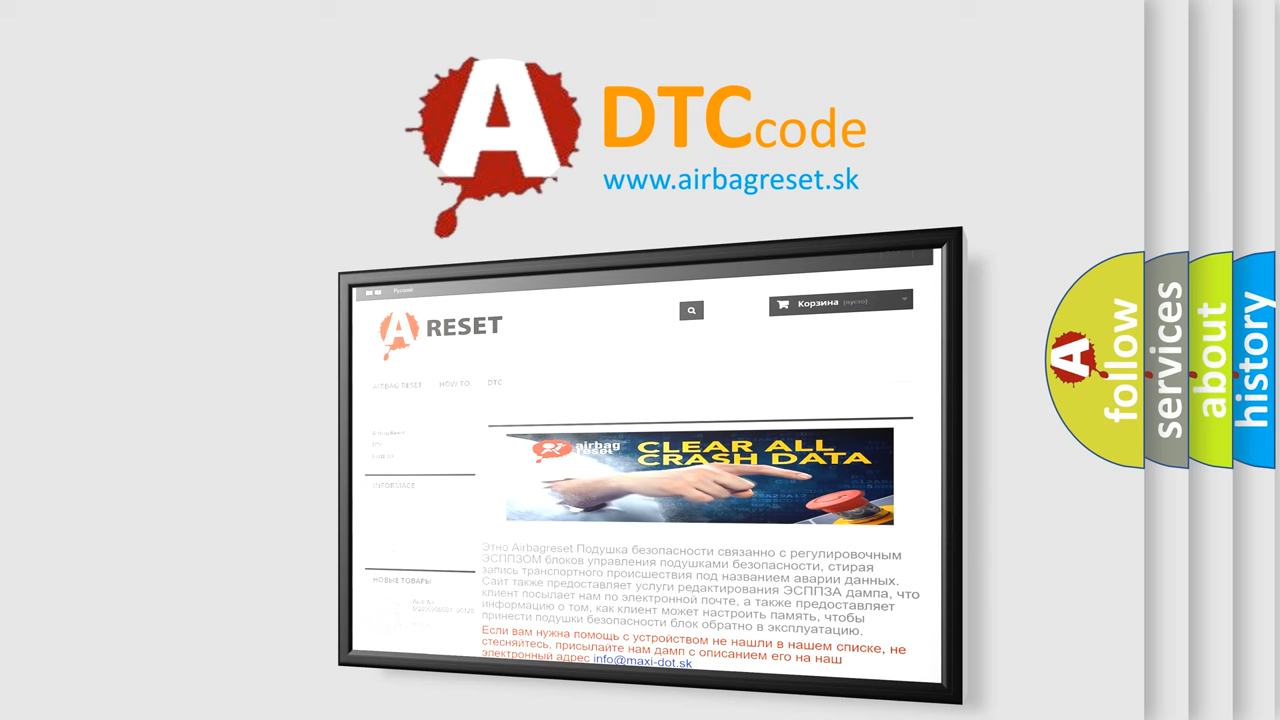 A DTCcode
www.airbagreset.sk
Русский
A RESET
Корзина (пусто)
AIRBAG RESET HOW TO DTC
INFORMACE
airbag
reset
CLEAR ALL
CRASH DATA
Этно Airbagreset Подушка безопасности связанно с регулировочным
ЭСППЗОМ блоков управления подушками безопасности, стирая
запись транспортного происшествия под названием аварии данных.
Сайт также предоставляет услуги редактирования ЭСППЗА дампа, что
клиент посылает нам по электронной почте, а также предоставляет
информацию о том, как клиент может настроить память, чтобы
принести подушки безопасности блок обратно в эксплуатацию.
Если вам нужна помощь с устройством не нашли в нашем списке, не
стесняйтесь, присылайте нам дамп с описанием его на наш
электронный адрес info@maxi-dot.sk
НОВЫЕ ТОВАРЫ
A follow
services
about
history